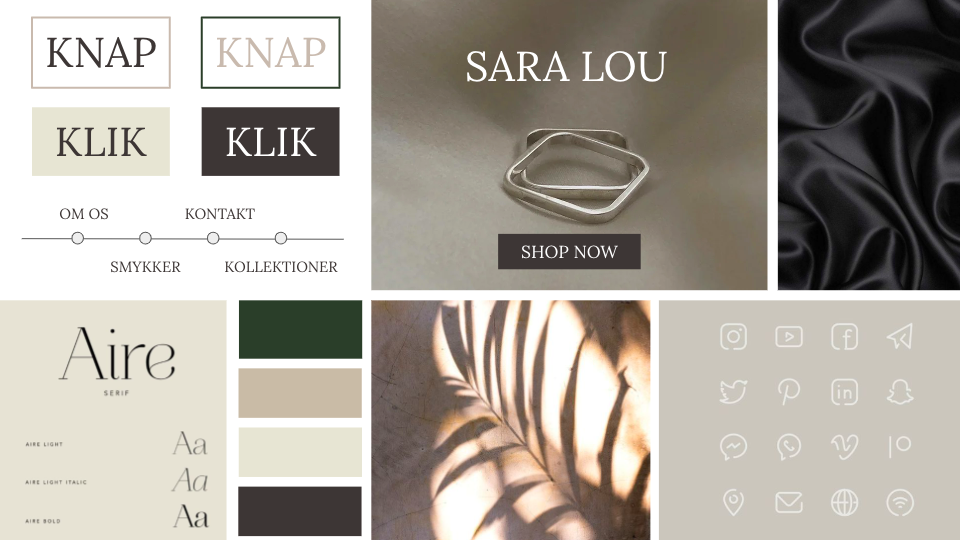 KNAP
KNAP
KLIK
KLIK
OM OS
KONTAKT
SMYKKER
KOLLEKTIONER
SARA LOU
SHOP NOW
Aire
SERIF
AIRE LIGHT
Aa
AIRE LIGHT ITALIC
Aa
AIRE BOLD
Aa
in